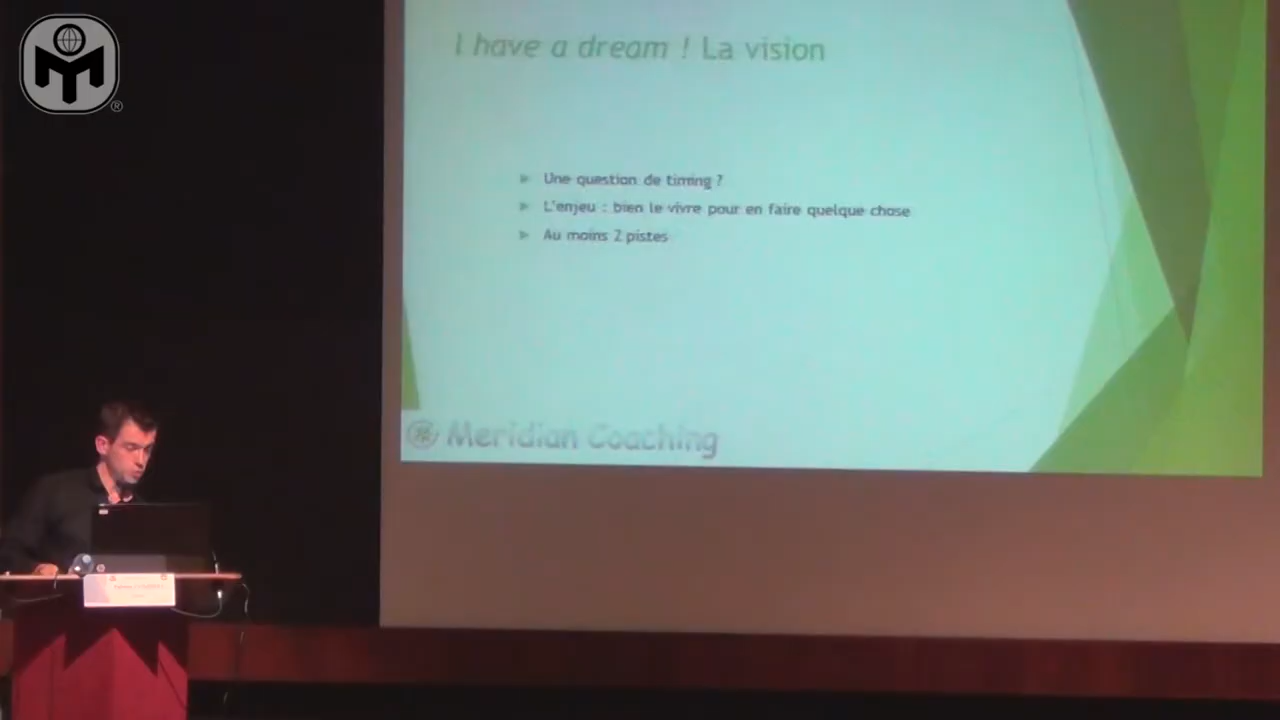 I have a dream ! La vision
Une question de timing ?
L'enjeu : bien le vivre pour en faire quelque chose
Au moins 2 pistes
Meridian Coaching
®